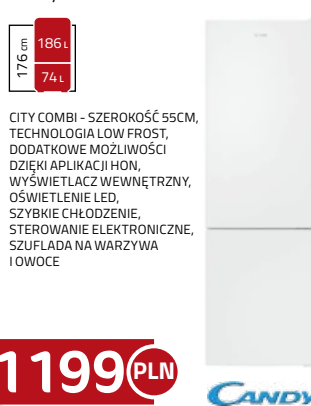 176 cm
186 L
74 L
CITY COMBI - SZEROKOŚĆ 55CM,
TECHNOLOGIA LOW FROST,
DODATKOWE MOŻLIWOŚCI
DZIĘKI APLIKACJI HON,
WYŚWIETLACZ WEWNĘTRZNY,
OŚWIETLENIE LED,
SZYBKIE CHŁODZENIE,
STEROWANIE ELEKTRONICZNE,
SZUFLADA NA WARZYWA
I OWOCE
1199 PLN
CANDY